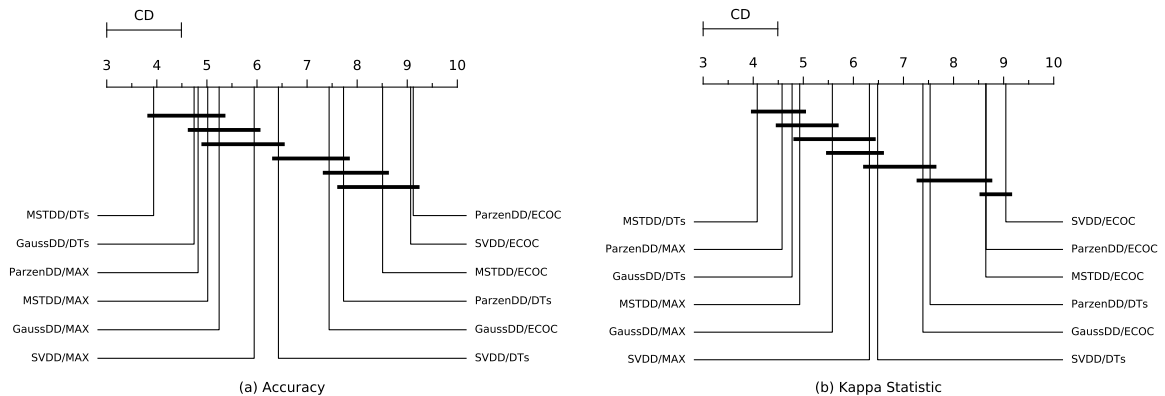 CD
3 4 5 6 7 8 9 10
MSTDD/DTs
GaussDD/DTs
ParzenDD/MAX
MSTDD/MAX
GaussDD/MAX
SVDD/MAX
ParzenDD/ECOC
SVDD/ECOC
MSTDD/ECOC
ParzenDD/DTs
GaussDD/ECOC
SVDD/DTs
(a) Accuracy
CD
3 4 5 6 7 8 9 10
MSTDD/DTs
ParzenDD/MAX
GaussDD/DTs
MSTDD/MAX
GaussDD/MAX
SVDD/MAX
SVDD/ECOC
ParzenDD/ECOC
MSTDD/ECOC
ParzenDD/DTs
GaussDD/ECOC
SVDD/DTs
(b) Kappa Statistic